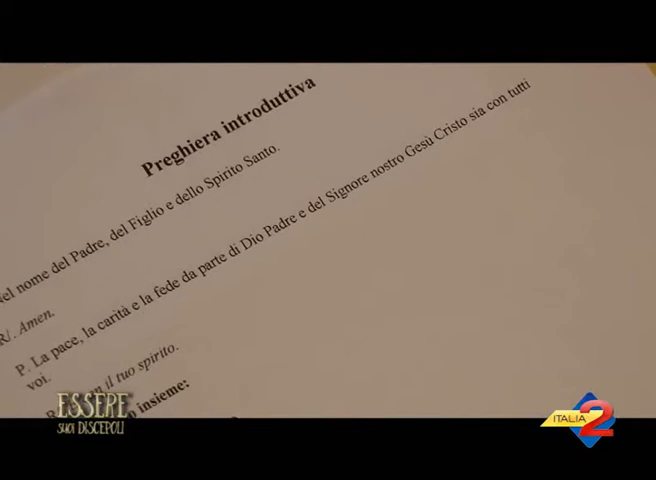 Preghiera introduttiva
Nel nome del Padre, del Figlio e dello Spirito Santo.
R/. Amen.
P. La pace, la carità e la fede da parte di Dio Padre e del Signore nostro Gesù Cristo sia con tutti
voi.
il tuo spirito.
insieme:
ESSERE
SUOI DISCEPOLI
ITALIA 2